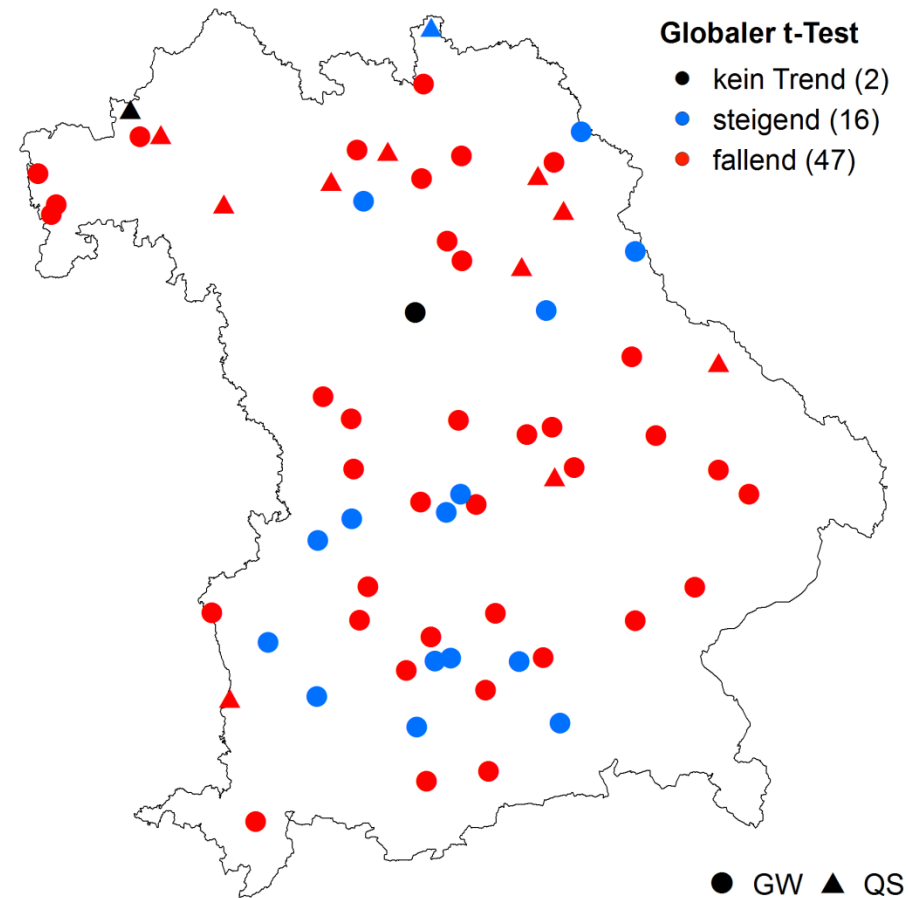 Globaler t-Test
kein Trend (2)
steigend (16)
fallend (47)
GW QS